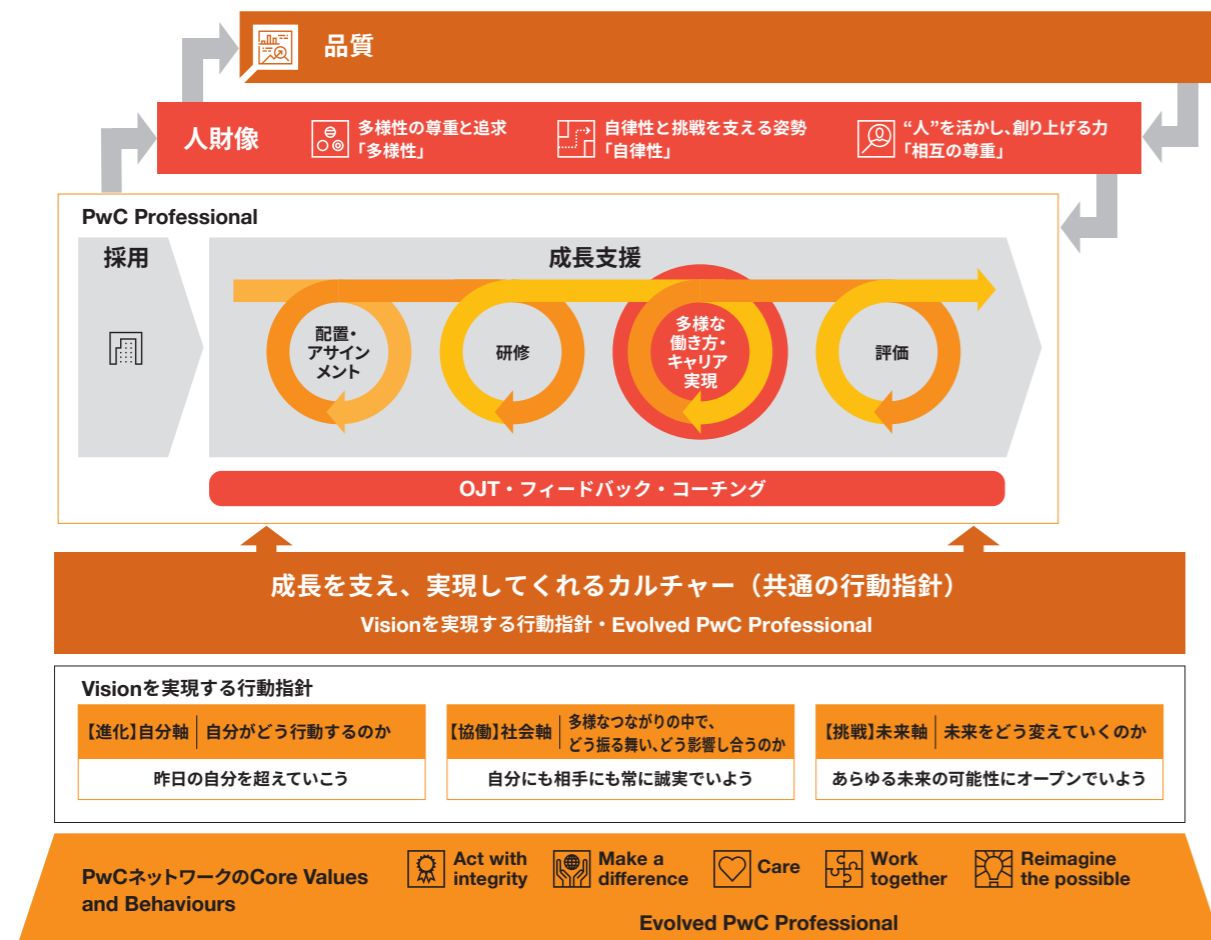 品質
人財像
多様性の尊重と追求
「多様性」
自律性と挑戦を支える姿勢
「自律性」
“人”を活かし、創り上げる力
「相互の尊重」
PwC Professional
採用
成長支援
配置・
アサイン
メント
研修
多様な
働き方・
キャリア
実現
評価
OJT・フィードバック・コーチング
成長を支え、実現してくれるカルチャー（共通の行動指針）
Visionを実現する行動指針・Evolved PwC Professional
Visionを実現する行動指針
【進化】自分軸
自分がどう行動するのか
昨日の自分を超えていこう
【協働】社会軸
多様なつながりの中で、
どう振る舞い、どう影響し合うのか
自分にも相手にも常に誠実でいよう
【挑戦】未来軸
未来をどう変えていくのか
あらゆる未来の可能性にオープンでいよう
PwCネットワークのCore Values
and Behaviours
Act with
integrity
Make a
difference
Care
Work
together
Reimagine
the possible
Evolved PwC Professional